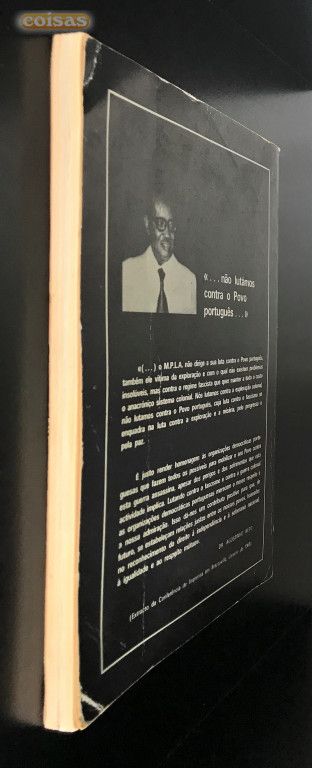 coisas
«...não lutámos
contra o Povo
português...»
«(...) o M.P.L.A. não dirige a sua luta contra o Povo português,
também ele vítima da exploração e com o qual não existem problemas
insolúveis, mas contra o regime fascista que quer manter a todo o custo
o anacrónico sistema colonial. Nós lutamos contra a exploração colonial
não lutamos contra o Povo português, cuja luta contra o fascismo se
enquadra na luta contra a exploração e a miséria, pelo progresso e
pela paz.
É justo render homenagem às organizações democráticas portu-
guesas que fazem todos os possíveis para mobilizar o seu Povo contra
esta guerra assassina, apesar dos perigos e dos sofrimentos que esta
actividade implica. Lutando contra o fascismo e contra a guerra colonial
as organizações democráticas portuguesas merecem o nosso respeito e
a nossa admiração. Isso dá-nos um contributo positivo para que, no
futuro, se estabeleçam relações justas entre os nossos povos, baseadas
no reconhecimento do direito à independência e à soberania nacional
à igualdade e ao respeito mútuo».
DR. AGOSTINHO NETO
(Extracto da Conferência de Imprensa em Brazzaville, Janeiro de